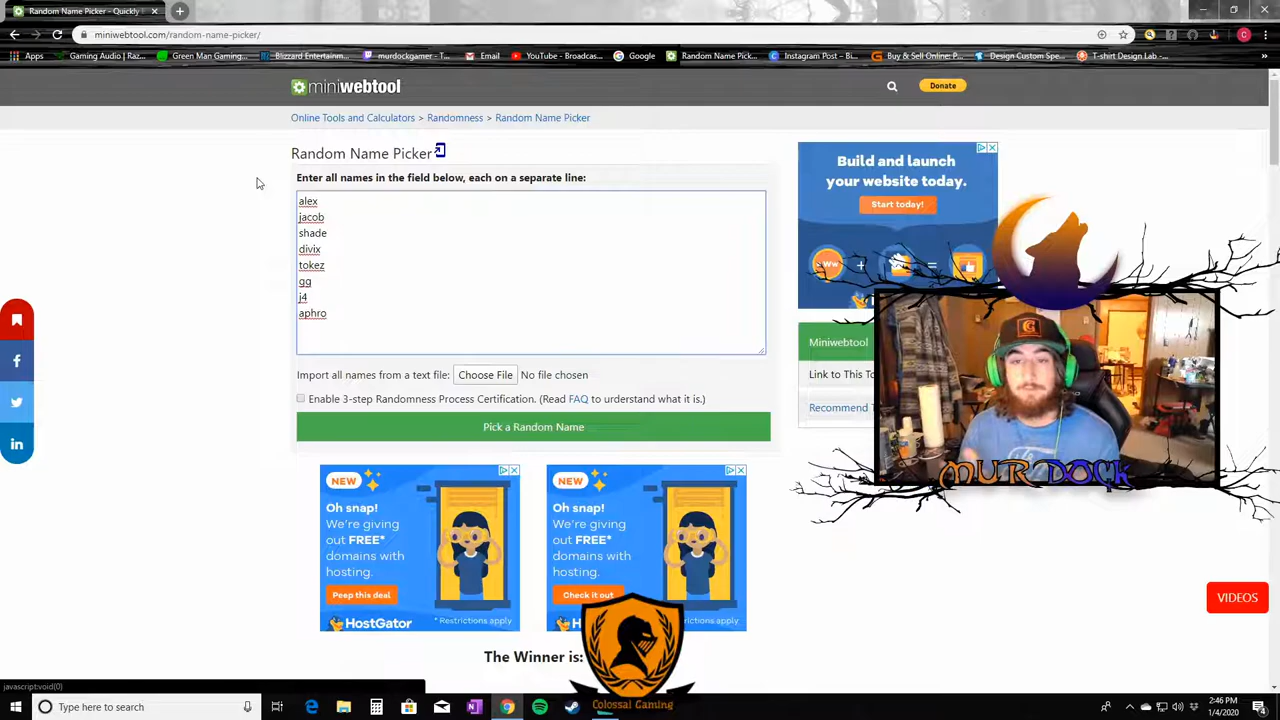 Random Name Picker - Quickly
miniwebtool.com/random-name-picker/
Apps
Gaming Audio | Raz...
Green Man Gaming:...
Blizzard Entertainm...
murdockgamer - T...
Email
YouTube - Broadcas...
Google
Random Name Pick...
Instagram Post – Bi...
Buy & Sell Online: P...
Design Custom Spe...
T-shirt Design Lab -...
miniwebtool
Donate
Online Tools and Calculators > Randomness > Random Name Picker
Random Name Picker
Enter all names in the field below, each on a separate line:
alex
jacob
shade
divix
tokez
gg
j4
aphro
Import all names from a text file:
Choose File
No file chosen
Enable 3-step Randomness Process Certification. (Read FAQ to understand what it is.)
Pick a Random Name
Build and launch
your website today.
Start today!
Miniwebtool
Link to This To
Recommend
MURDOCK
NEW
Oh snap!
We're giving
out FREE*
domains with
hosting.
Peep this deal
HostGator
* Restrictions apply
NEW
Oh snap!
We're giving
out FREE*
domains with
hosting.
Check it out
* Restrictions apply
VIDEOS
The Winner is:
Colossal Gaming
javascript:void(0)
Type here to search
2:46 PM
1/4/2020